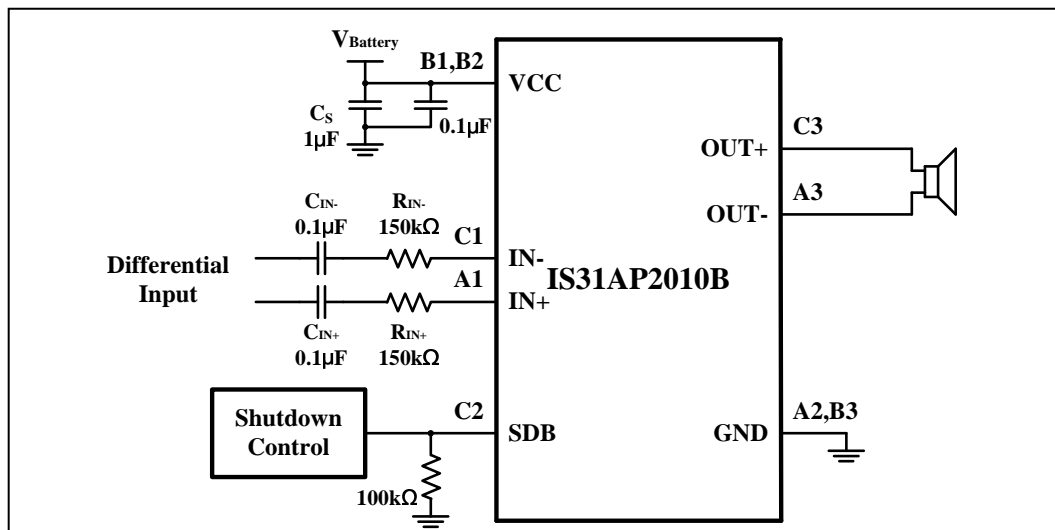 VBattery
B1,B2
VCC
CS
1μF
0.1μF
C3
OUT+
A3
OUT-
CIN-
0.1μF
RIN-
150kΩ
C1
IN-
Differential
Input
A1
IN+
IS31AP2010B
CIN+
0.1μF
RIN+
150kΩ
Shutdown
Control
C2
SDB
100kΩ
A2,B3
GND